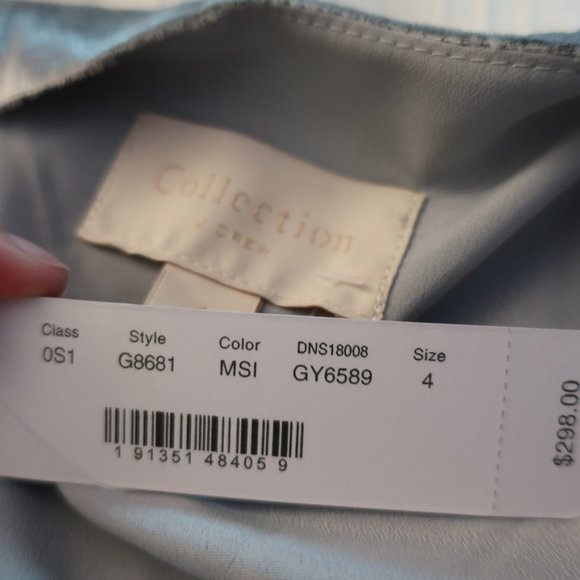 Collection
J.CREW
Class Style Color DNS18008 Size
0S1 G8681 MSI GY6589 4
1 91351 48405 9
$298.00